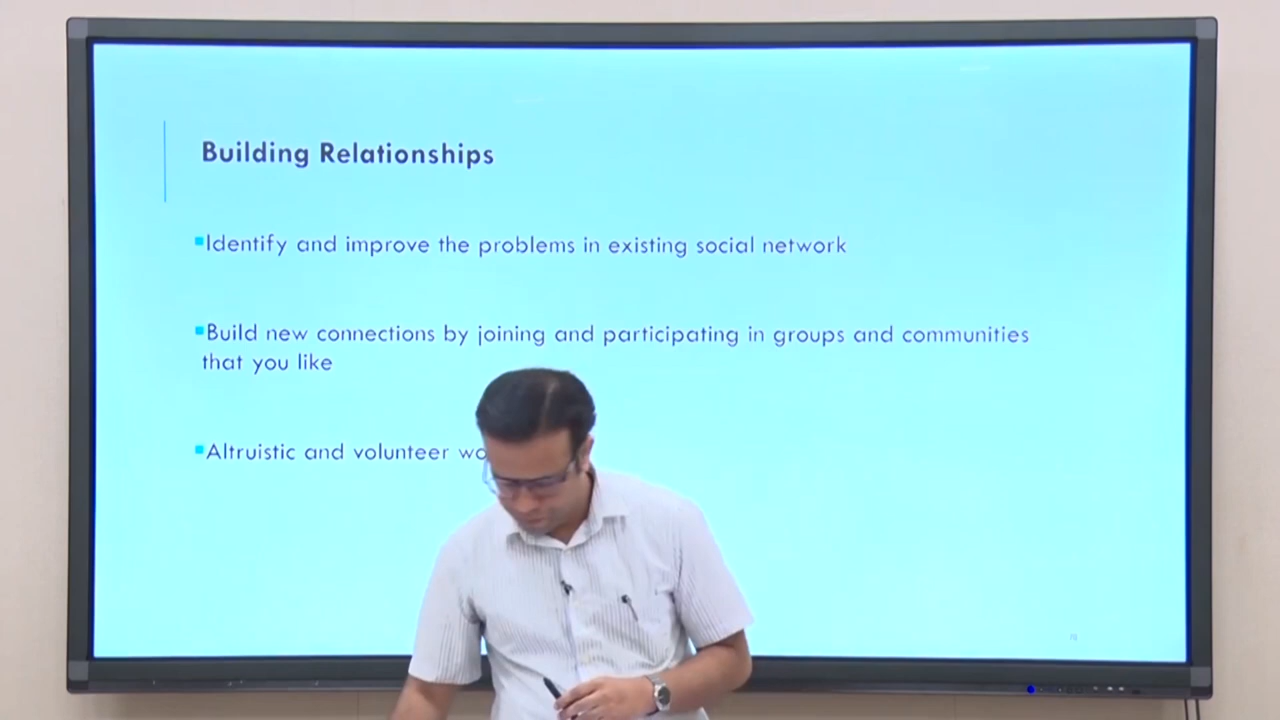 Building Relationships
▪Identify and improve the problems in existing social network
▪Build new connections by joining and participating in groups and communities
that you like
▪Altruistic and volunteer